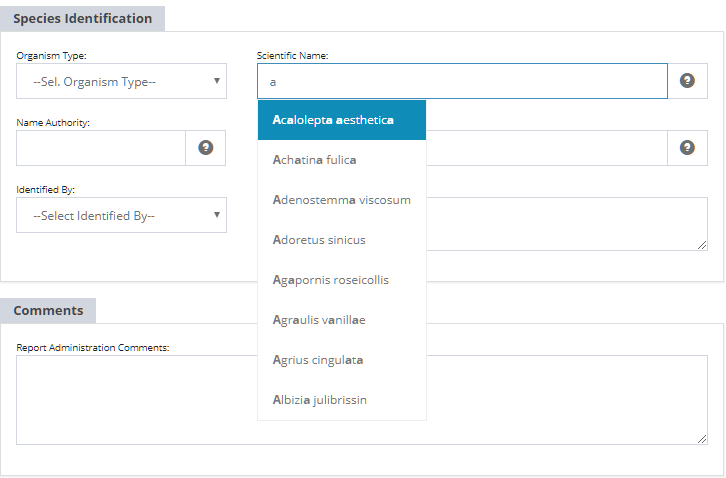 Species Identification
Organism Type:
Scientific Name:
--Sel. Organism Type--
a
Name Authority:
Identified By:
--Select Identified By--
Acalolepta aesthetica
Achatina fulica
Adenostemma viscosum
Adoretus sinicus
Agapornis roseicollis
Agraulis vanillae
Agrius cingulata
Albizia julibrissin
Comments
Report Administration Comments: